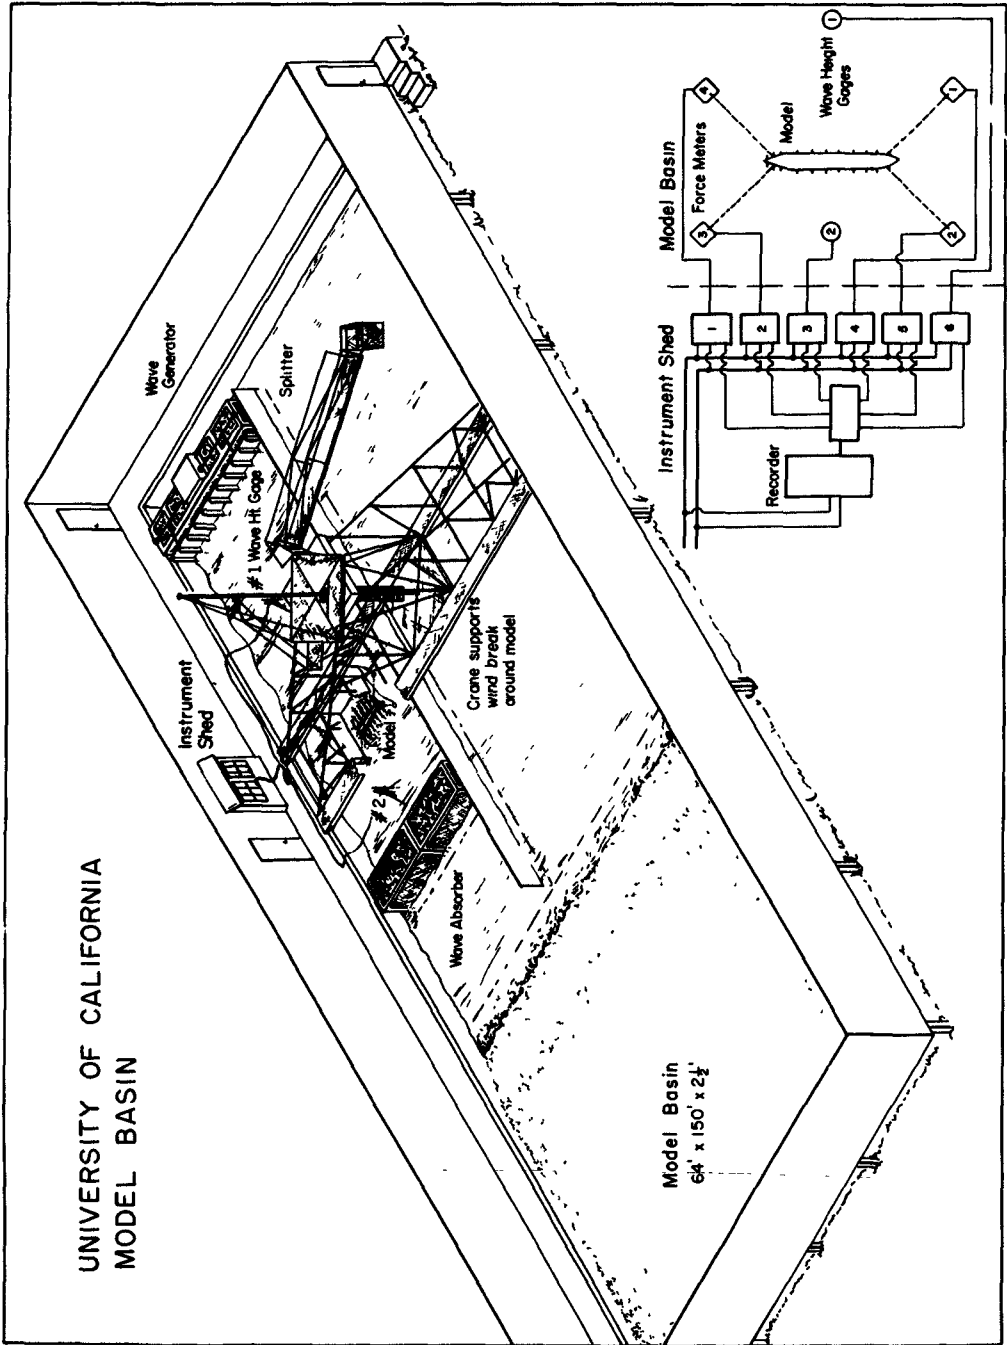 UNIVERSITY OF CALIFORNIA
MODEL BASIN
Wave
Generator
Splitter
#1 Wave Ht. Gage
Instrument
Shed
Model
#2
Crane supports
wind break
around model
Wave Absorber
Model Basin
64' x 150' x 2½'
Instrument Shed
Model Basin
Recorder
1
2
3
4
5
6
3
Force Meters
4
2
Model
Wave Height
Gages
1
2
1